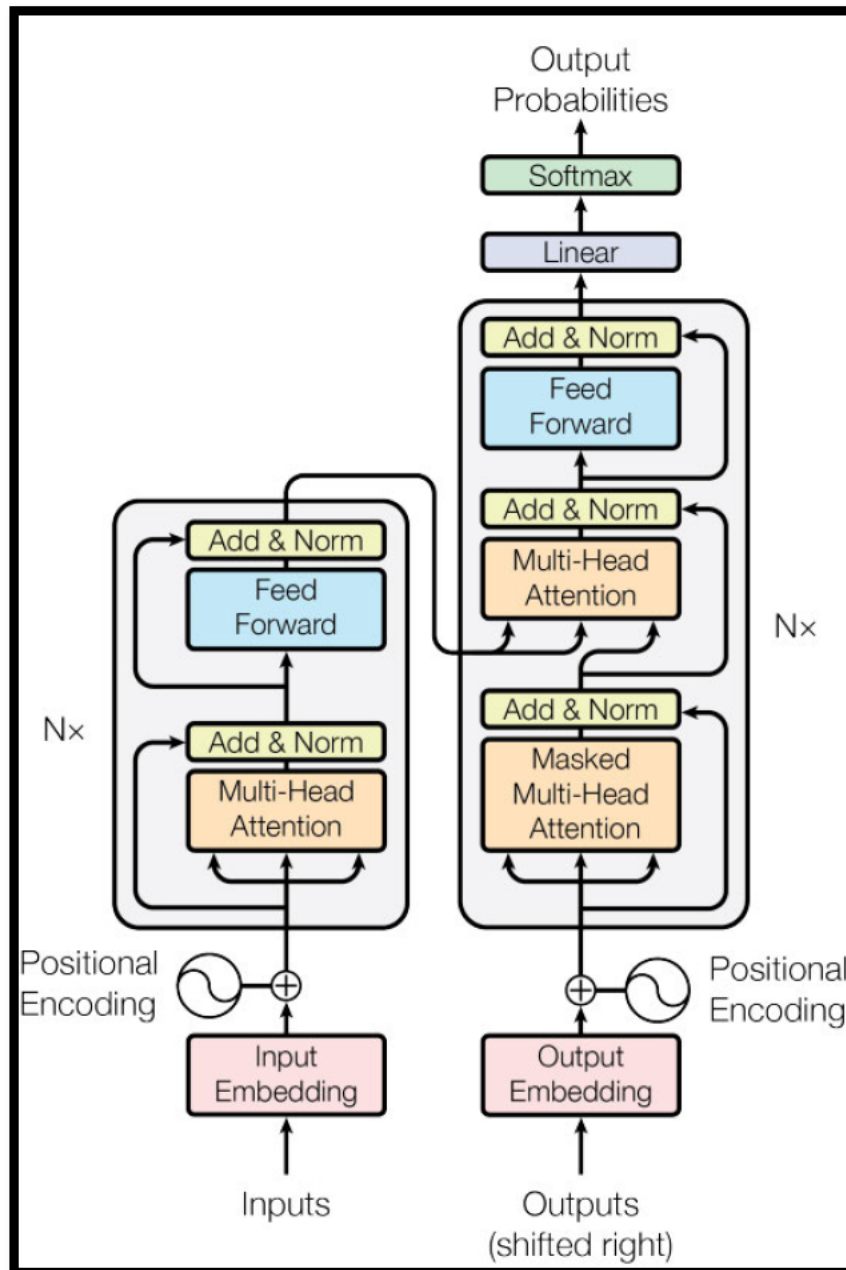 Output
Probabilities
Softmax
Linear
Add & Norm
Feed
Forward
Add & Norm
Multi-Head
Attention
Add & Norm
Masked
Multi-Head
Attention
N×
Add & Norm
Feed
Forward
Add & Norm
Multi-Head
Attention
N×
Positional
Encoding
Positional
Encoding
Input
Embedding
Output
Embedding
Inputs
Outputs
(shifted right)